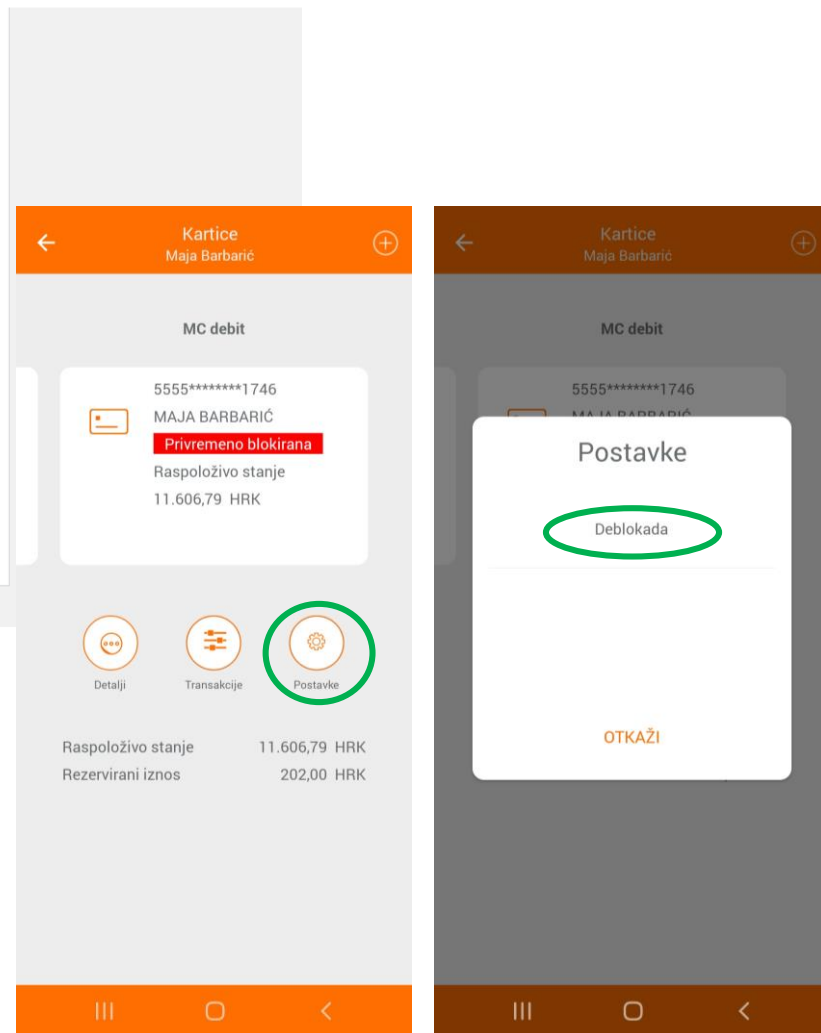 Kartice
Maja Barbarić
MC debit
5555********1746
MAJA BARBARIĆ
Privremeno blokirana
Raspoloživo stanje
11.606,79 HRK
Detalji
Transakcije
Postavke
Raspoloživo stanje 11.606,79 HRK
Rezervirani iznos 202,00 HRK
Kartice
Maja Barbarić
MC debit
5555********1746
MAJA BARBARIĆ
Postavke
Deblokada
OTKAŽI